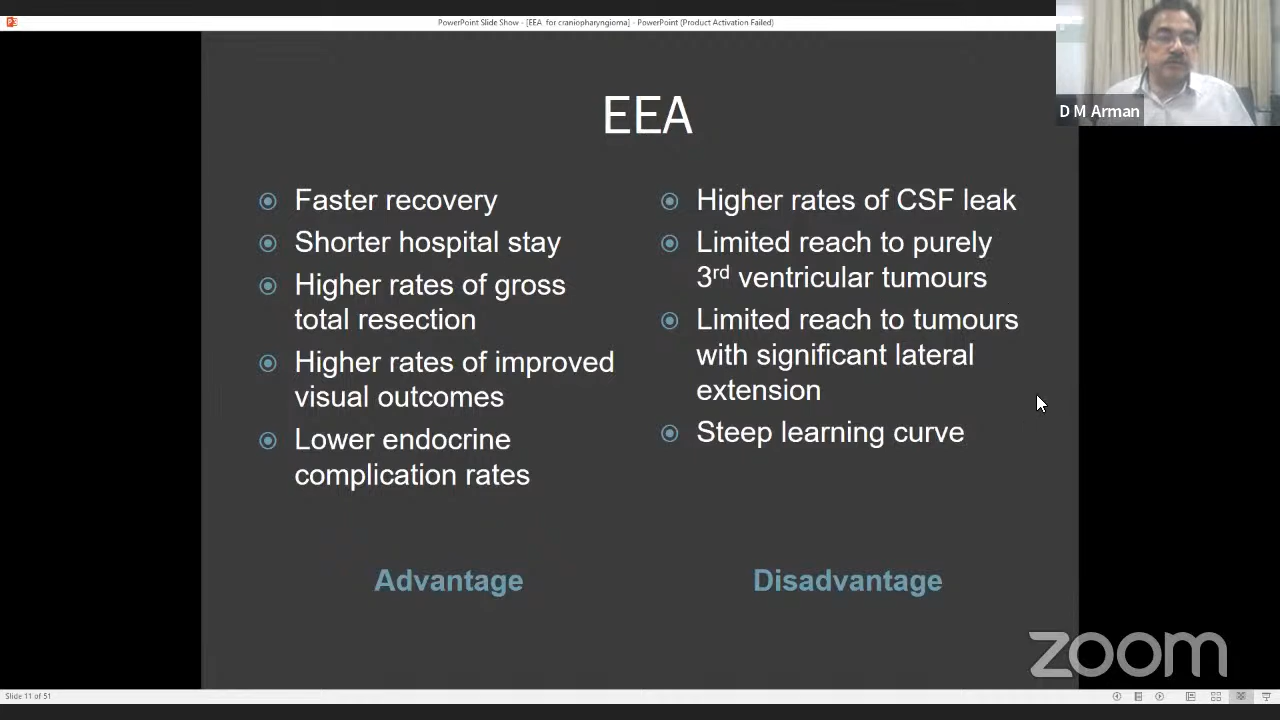 PowerPoint Slide Show - [EEA for craniopharyngioma] - PowerPoint (Product Activation Failed)
D M Arman
EEA
Faster recovery
Shorter hospital stay
Higher rates of gross
total resection
Higher rates of improved
visual outcomes
Lower endocrine
complication rates
Advantage
Higher rates of CSF leak
Limited reach to purely
3rd ventricular tumours
Limited reach to tumours
with significant lateral
extension
Steep learning curve
Disadvantage
zoom
Slide 11 of 51